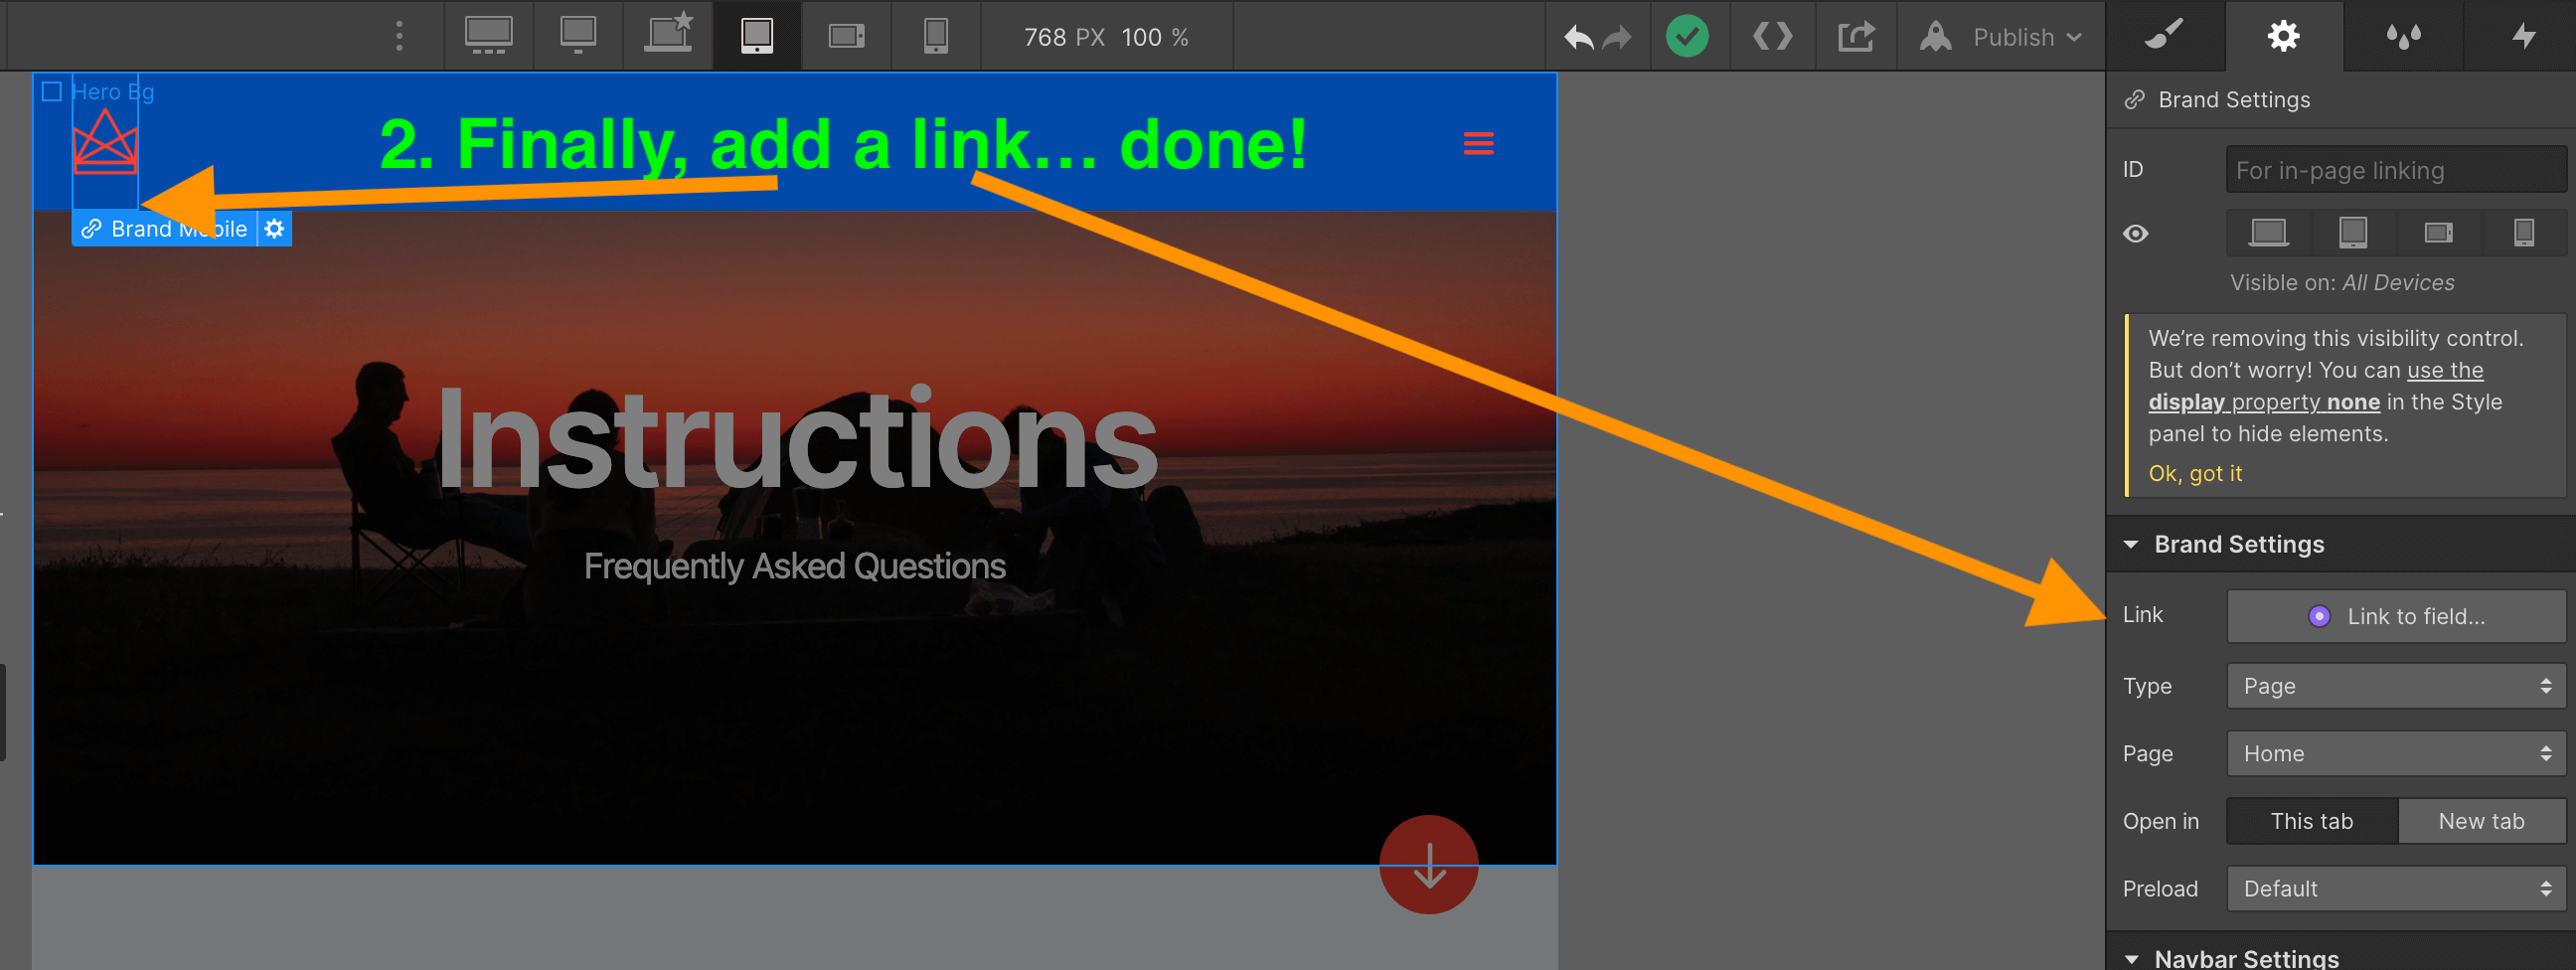 768 PX 100 %
Publish
Hero Bg
2. Finally, add a link... done!
Brand Mobile
Instructions
Frequently Asked Questions
Brand Settings
ID
For in-page linking
Visible on: All Devices
We're removing this visibility control.
But don't worry! You can use the
display property none in the Style
panel to hide elements.
Ok, got it
Brand Settings
Link
Link to field...
Type
Page
Page
Home
Open in
This tab
New tab
Preload
Default
Navbar Settings